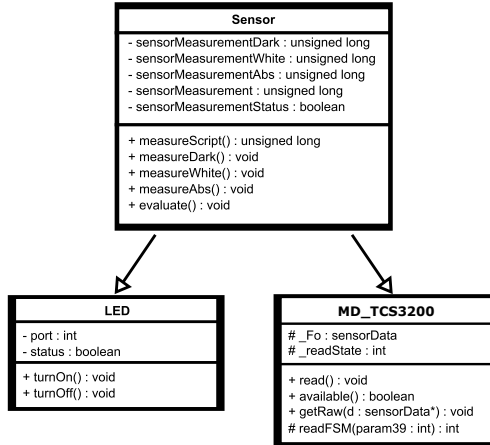 Sensor
- sensorMeasurementDark : unsigned long
- sensorMeasurementWhite : unsigned long
- sensorMeasurementAbs : unsigned long
- sensorMeasurement : unsigned long
- sensorMeasurementStatus : boolean
+ measureScript() : unsigned long
+ measureDark() : void
+ measureWhite() : void
+ measureAbs() : void
+ evaluate() : void
LED
- port : int
- status : boolean
+ turnOn() : void
+ turnOff() : void
MD_TCS3200
# _Fo : sensorData
# _readState : int
+ read() : void
+ available() : boolean
+ getRaw(d : sensorData*) : void
# readFSM(param39 : int) : int